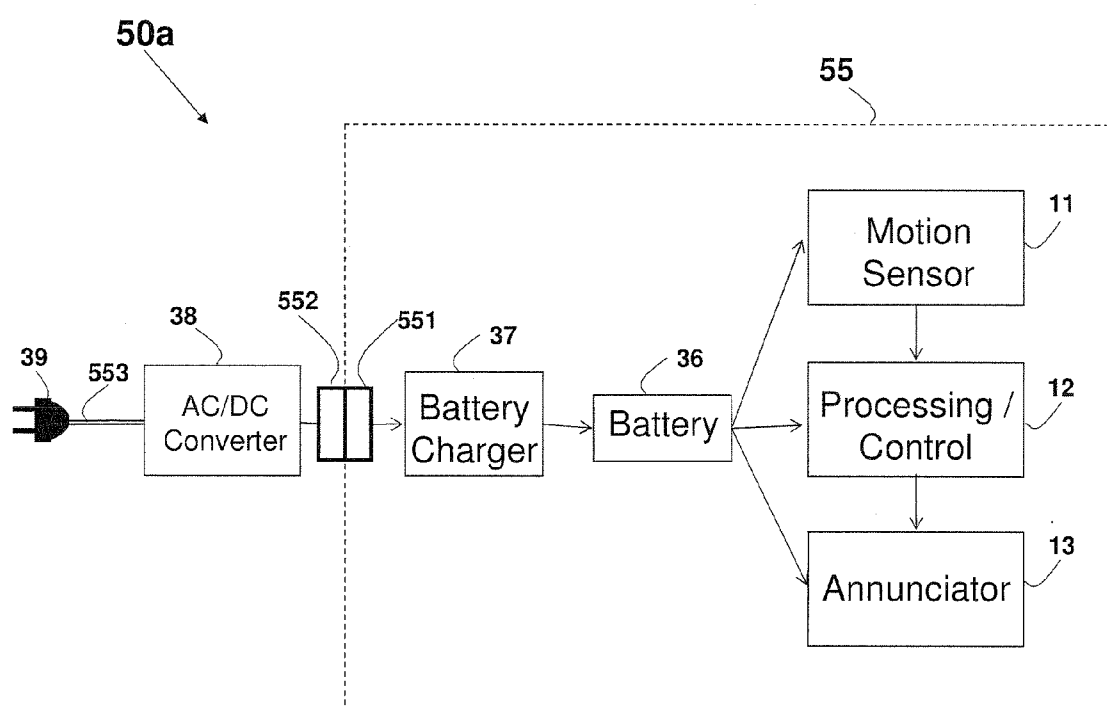 50a
55
11
Motion
Sensor
552
551
38
37
36
39
553
AC/DC
Converter
Battery
Charger
Battery
Processing /
Control
12
13
Annunciator